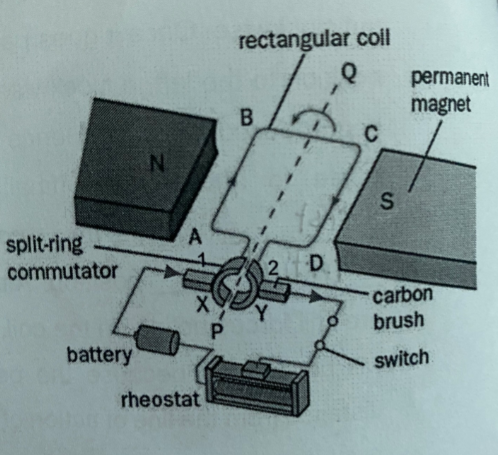 rectangular coil
Q
permanent
magnet
B
C
N
S
A
D
split-ring
commutator
1
2
X
Y
P
carbon
brush
battery
switch
rheostat